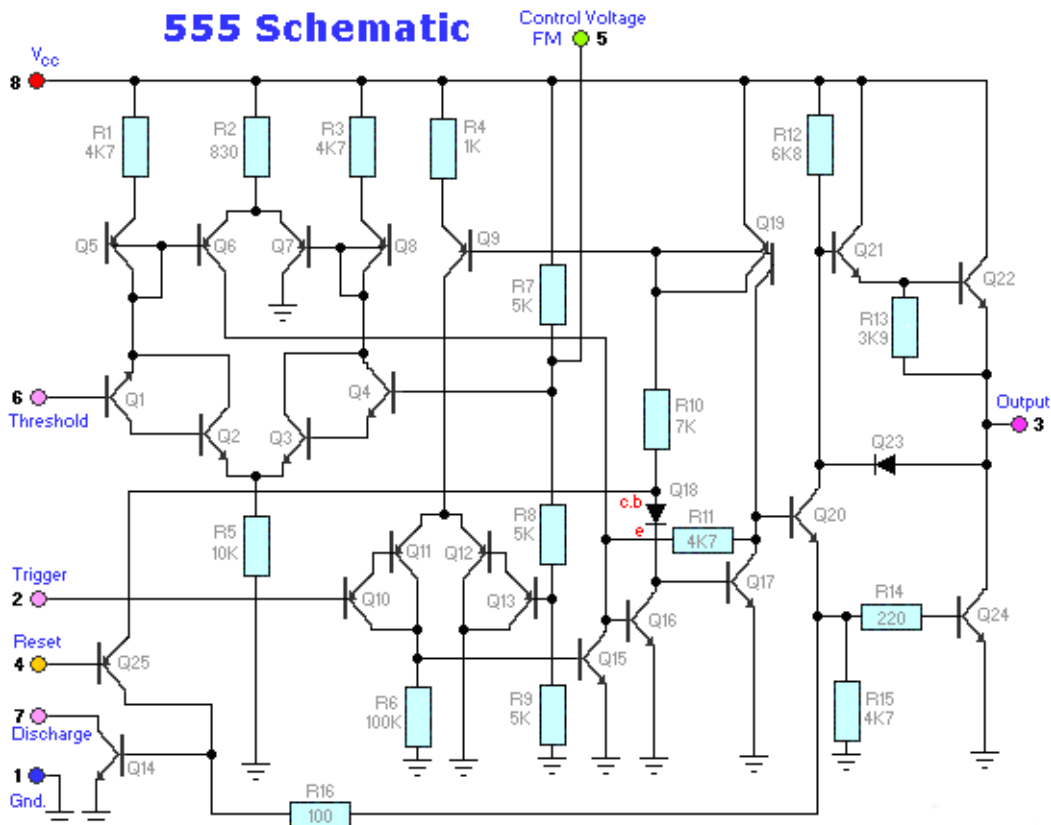 555 Schematic
Control Voltage
FM 5
Vcc
8
R1
4K7
R2
830
R3
4K7
R4
1K
R12
6K8
Q5
Q6
Q7
Q8
Q9
Q19
Q21
Q22
R7
5K
R13
3K9
6
Threshold
Q1
Q2
Q3
Q4
R10
7K
Output
3
Q23
c.b
Q18
e
R11
4K7
Q20
R5
10K
R8
5K
Trigger
2
Q11
Q12
Q10
Q13
Q16
Q17
R14
220
Q24
Reset
4
Q25
Q15
7
Discharge
Q14
R6
100K
R9
5K
R15
4K7
1
Gnd.
R16
100